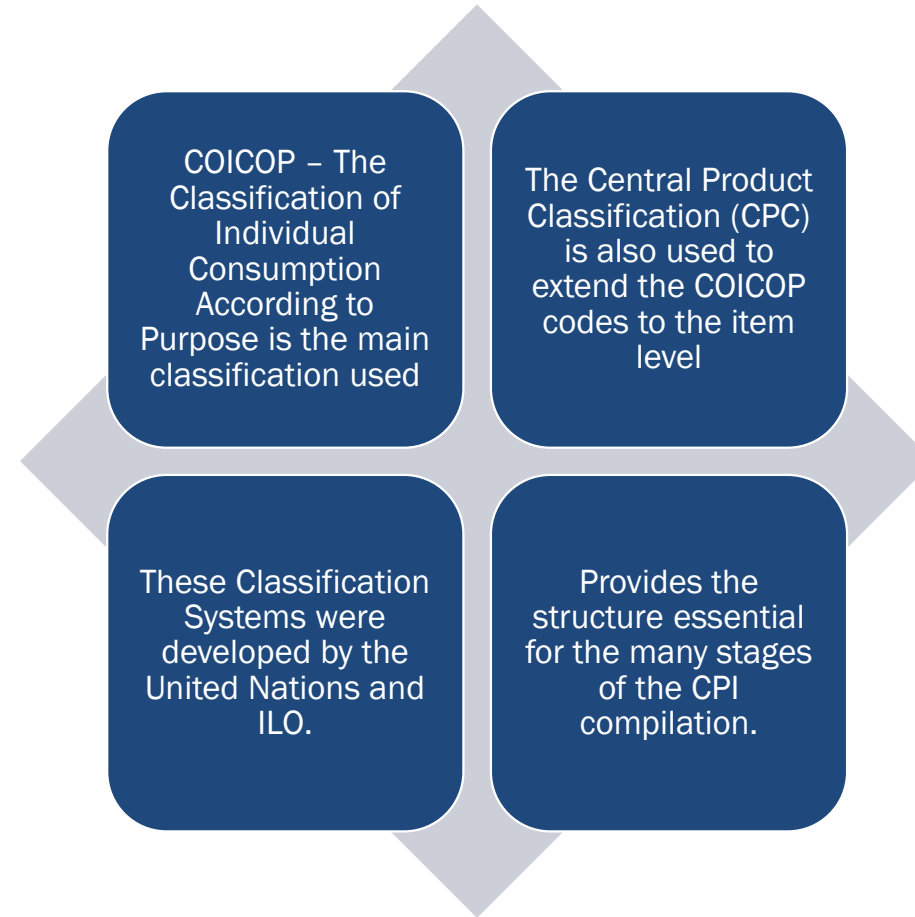 COICOP – The
Classification of
Individual
Consumption
According to
Purpose is the main
classification used
The Central Product
Classification (CPC)
is also used to
extend the COICOP
codes to the item
level
These Classification
Systems were
developed by the
United Nations and
ILO.
Provides the
structure essential
for the many stages
of the CPI
compilation.